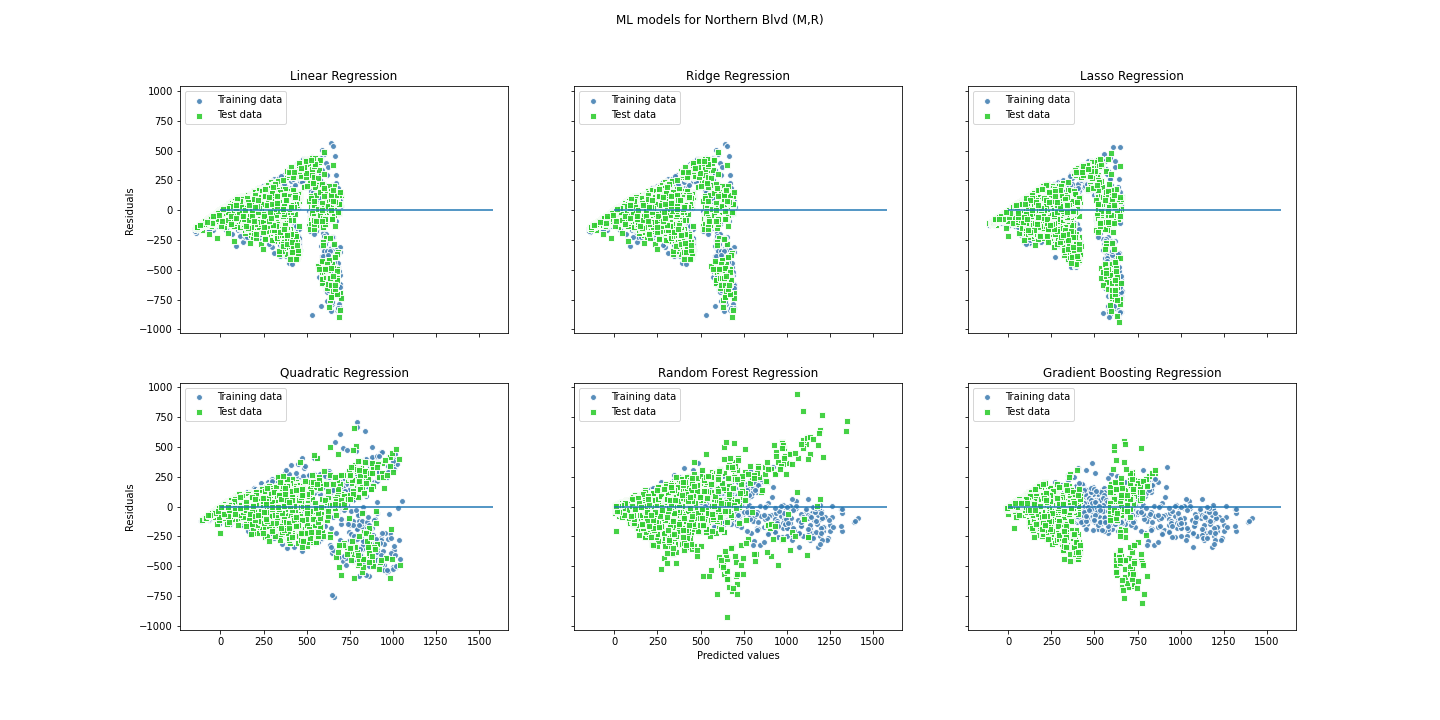 ML models for Northern Blvd (M,R)
Linear Regression
Training data
Test data
1000
750
500
250
0
−250
−500
−750
−1000
Residuals
Ridge Regression
Training data
Test data
Lasso Regression
Training data
Test data
Quadratic Regression
Training data
Test data
1000
750
500
250
0
−250
−500
−750
−1000
Residuals
0 250 500 750 1000 1250 1500
Random Forest Regression
Training data
Test data
0 250 500 750 1000 1250 1500
Predicted values
Gradient Boosting Regression
Training data
Test data
0 250 500 750 1000 1250 1500